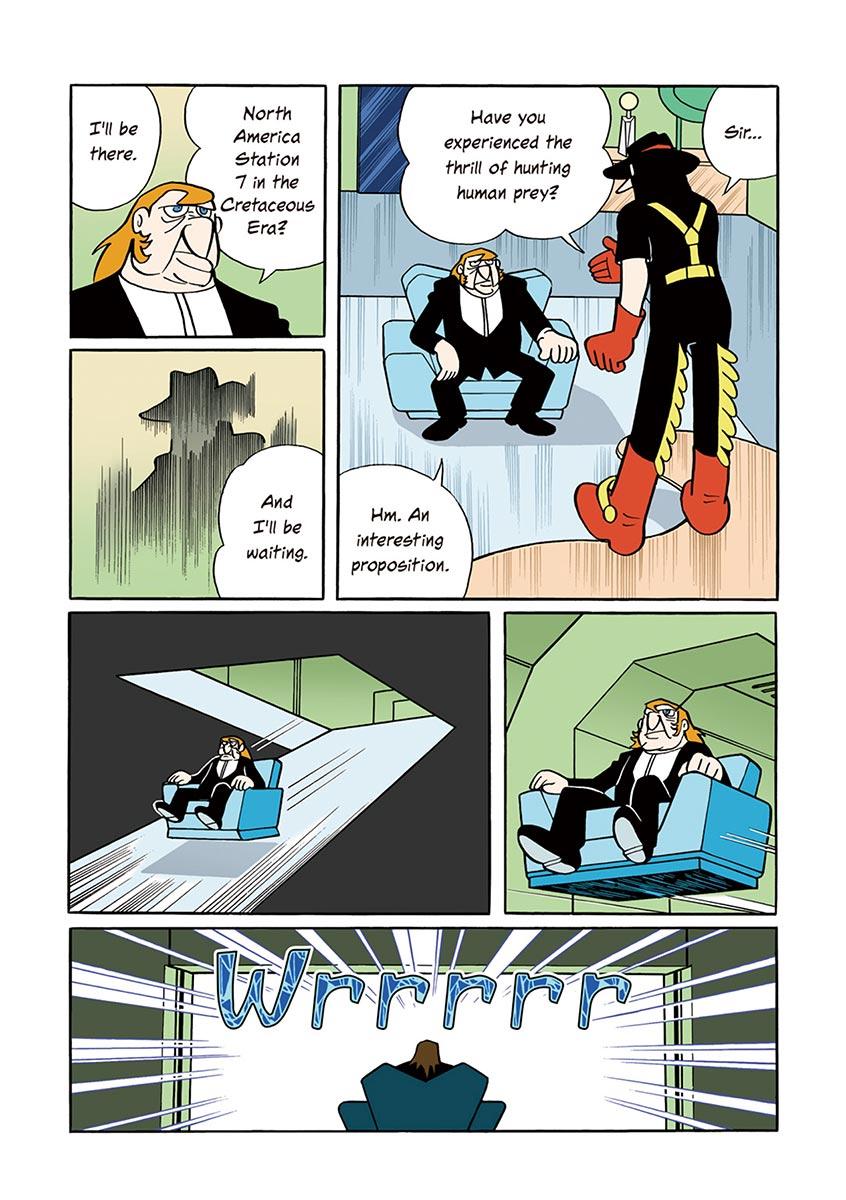 Sir...
Have you
experienced the
thrill of hunting
human prey?
Hm. An
interesting
proposition.
North
America
Station
7 in the
Cretaceous
Era?
I'll be
there.
And
I'll be
waiting.
Wrrrrr